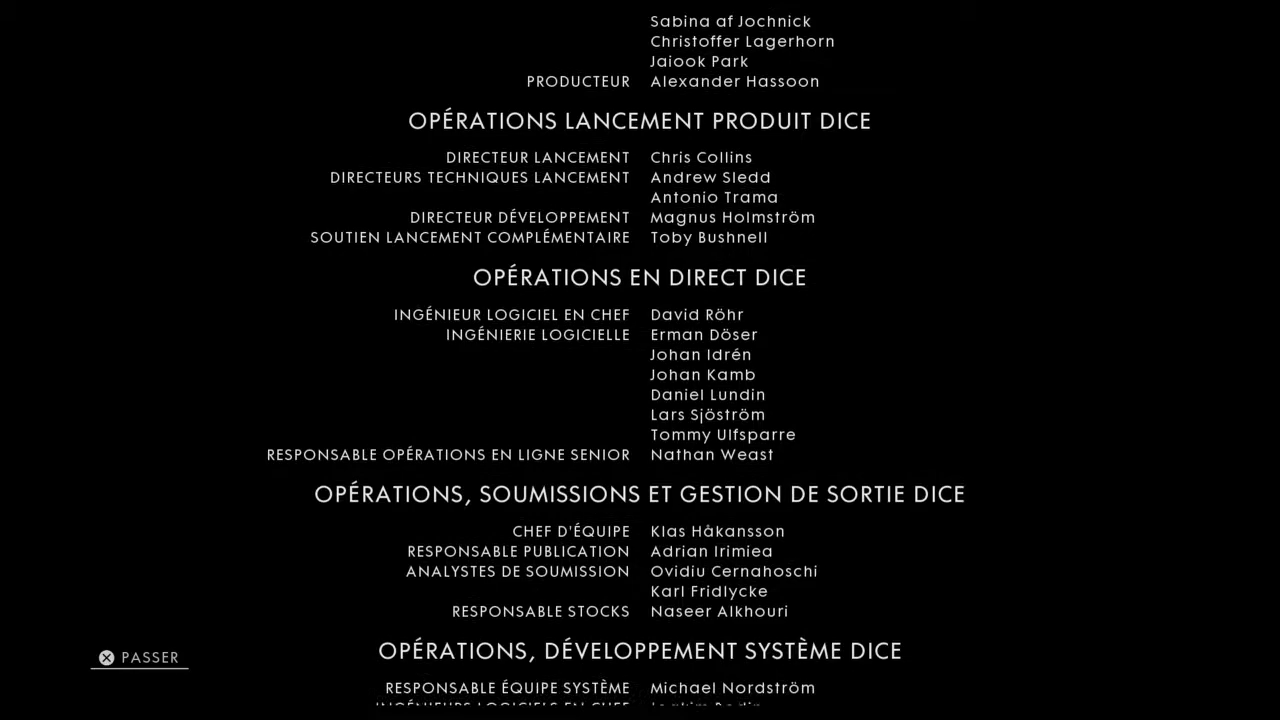 Sabina af Jochnick
Christoffer Lagerhorn
Jaiook Park
PRODUCTEUR Alexander Hassoon
OPÉRATIONS LANCEMENT PRODUIT DICE
DIRECTEUR LANCEMENT Chris Collins
DIRECTEURS TECHNIQUES LANCEMENT Andrew Sledd
Antonio Trama
DIRECTEUR DÉVELOPPEMENT Magnus Holmström
SOUTIEN LANCEMENT COMPLÉMENTAIRE Toby Bushnell
OPÉRATIONS EN DIRECT DICE
INGÉNIEUR LOGICIEL EN CHEF David Röhr
INGÉNIERIE LOGICIELLE Erman Döser
Johan Idrén
Johan Kamb
Daniel Lundin
Lars Sjöström
Tommy Ulfsparre
RESPONSABLE OPÉRATIONS EN LIGNE SENIOR Nathan Weast
OPÉRATIONS, SOUMISSIONS ET GESTION DE SORTIE DICE
CHEF D'ÉQUIPE Klas Håkansson
RESPONSABLE PUBLICATION Adrian Irimiea
ANALYSTES DE SOUMISSION Ovidiu Cernahoschi
Karl Fridlycke
RESPONSABLE STOCKS Naseer Alkhouri
OPÉRATIONS, DÉVELOPPEMENT SYSTÈME DICE
PASSER
RESPONSABLE ÉQUIPE SYSTÈME Michael Nordström